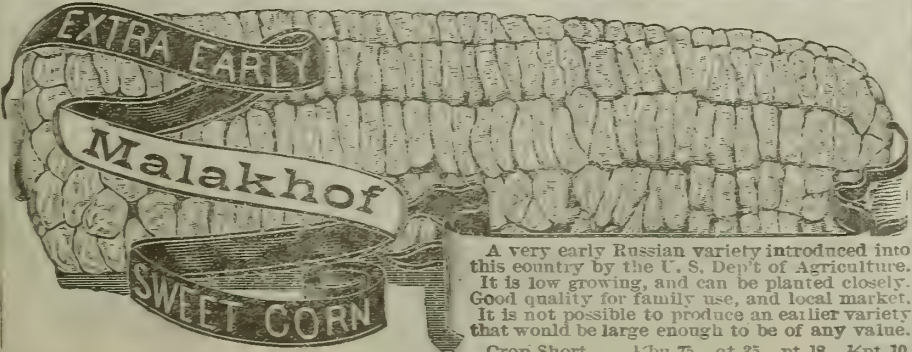 EXTRA EARLY
Malakhof
SWEET CORN
A very early Russian variety introduced into
this country by the U. S. Dep't of Agriculture.
It is low growing, and can be planted closely.
Good quality for family use, and local market.
It is not possible to produce an earlier variety
that would be large enough to be of any value.
Crop Short